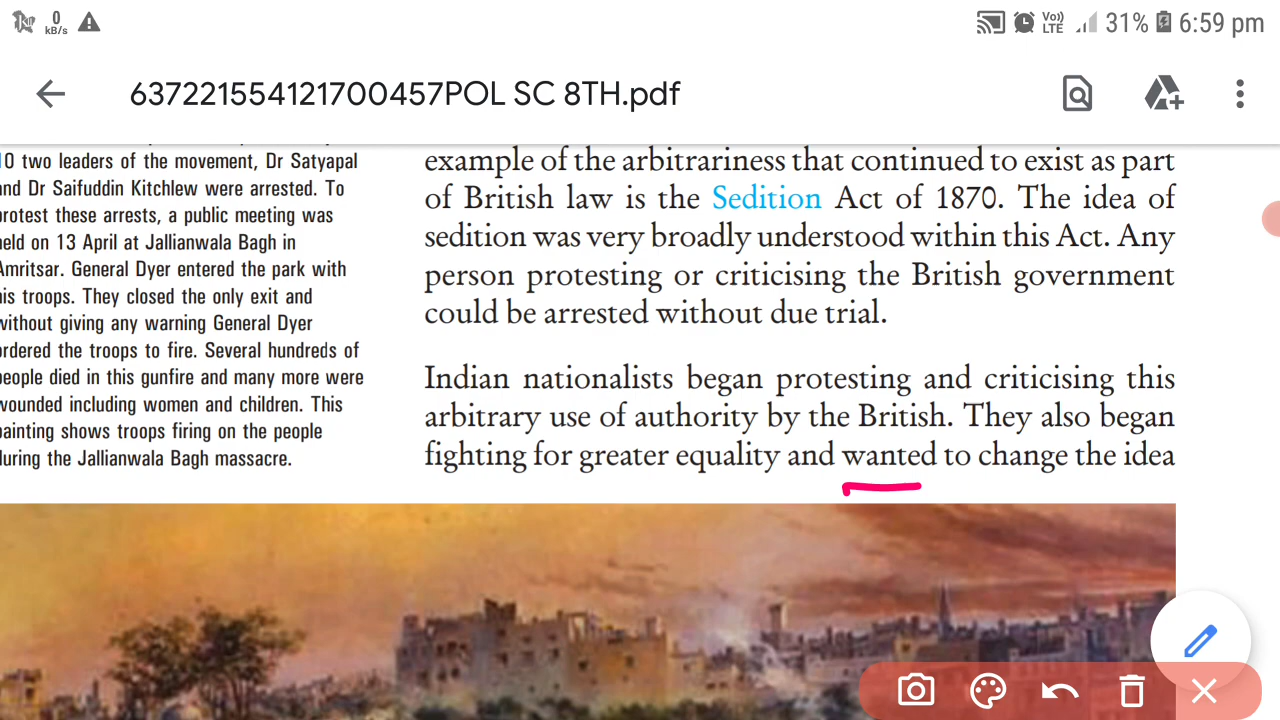 0
kB/s
Vo))
LTE
31%
6:59 pm
637221554121700457POL SC 8TH.pdf
10 two leaders of the movement, Dr Satyapal
and Dr Saifuddin Kitchlew were arrested. To
protest these arrests, a public meeting was
held on 13 April at Jallianwala Bagh in
Amritsar. General Dyer entered the park with
his troops. They closed the only exit and
without giving any warning General Dyer
ordered the troops to fire. Several hundreds of
people died in this gunfire and many more were
wounded including women and children. This
painting shows troops firing on the people
during the Jallianwala Bagh massacre.
example of the arbitrariness that continued to exist as part
of British law is the Sedition Act of 1870. The idea of
sedition was very broadly understood within this Act. Any
person protesting or criticising the British government
could be arrested without due trial.
Indian nationalists began protesting and criticising this
arbitrary use of authority by the British. They also began
fighting for greater equality and wanted to change the idea